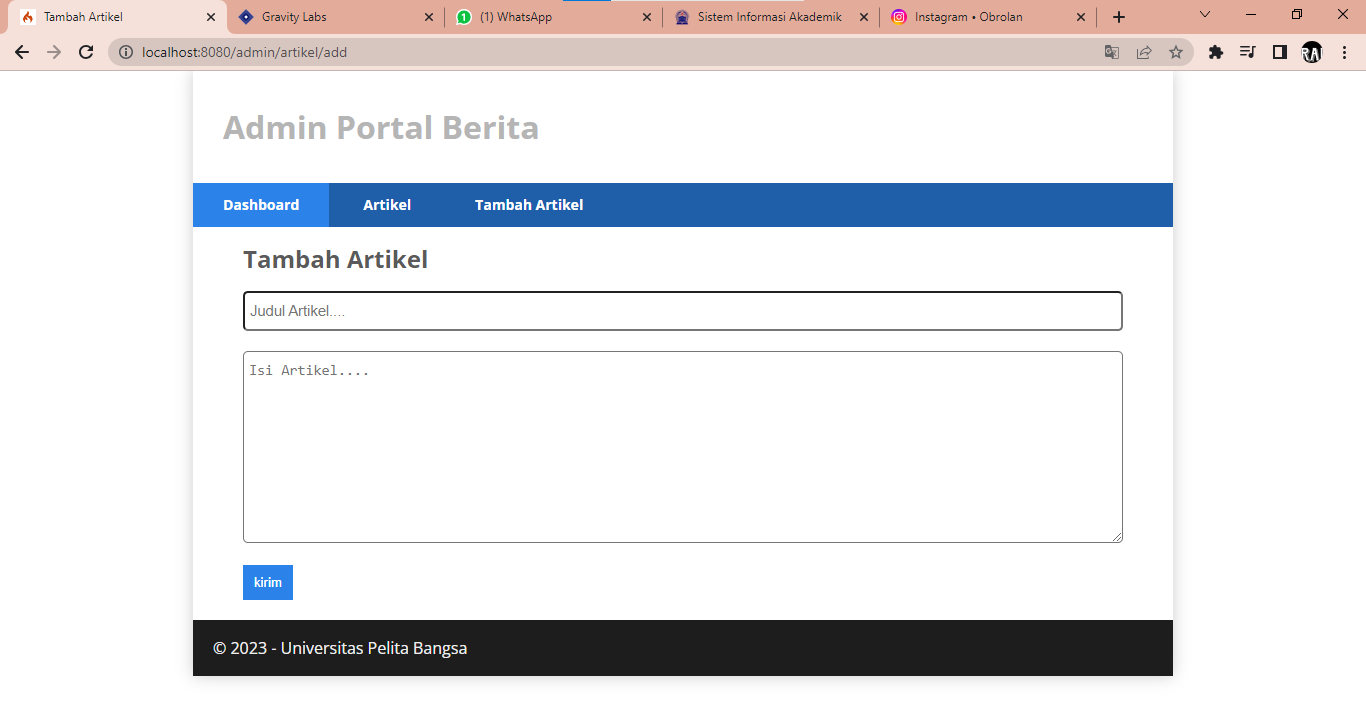 Tambah Artikel
Gravity Labs
(1) WhatsApp
Sistem Informasi Akademik
Instagram • Obrolan
localhost:8080/admin/artikel/add
Admin Portal Berita
Dashboard Artikel Tambah Artikel
Tambah Artikel
Judul Artikel....
Isi Artikel....
kirim
© 2023 - Universitas Pelita Bangsa